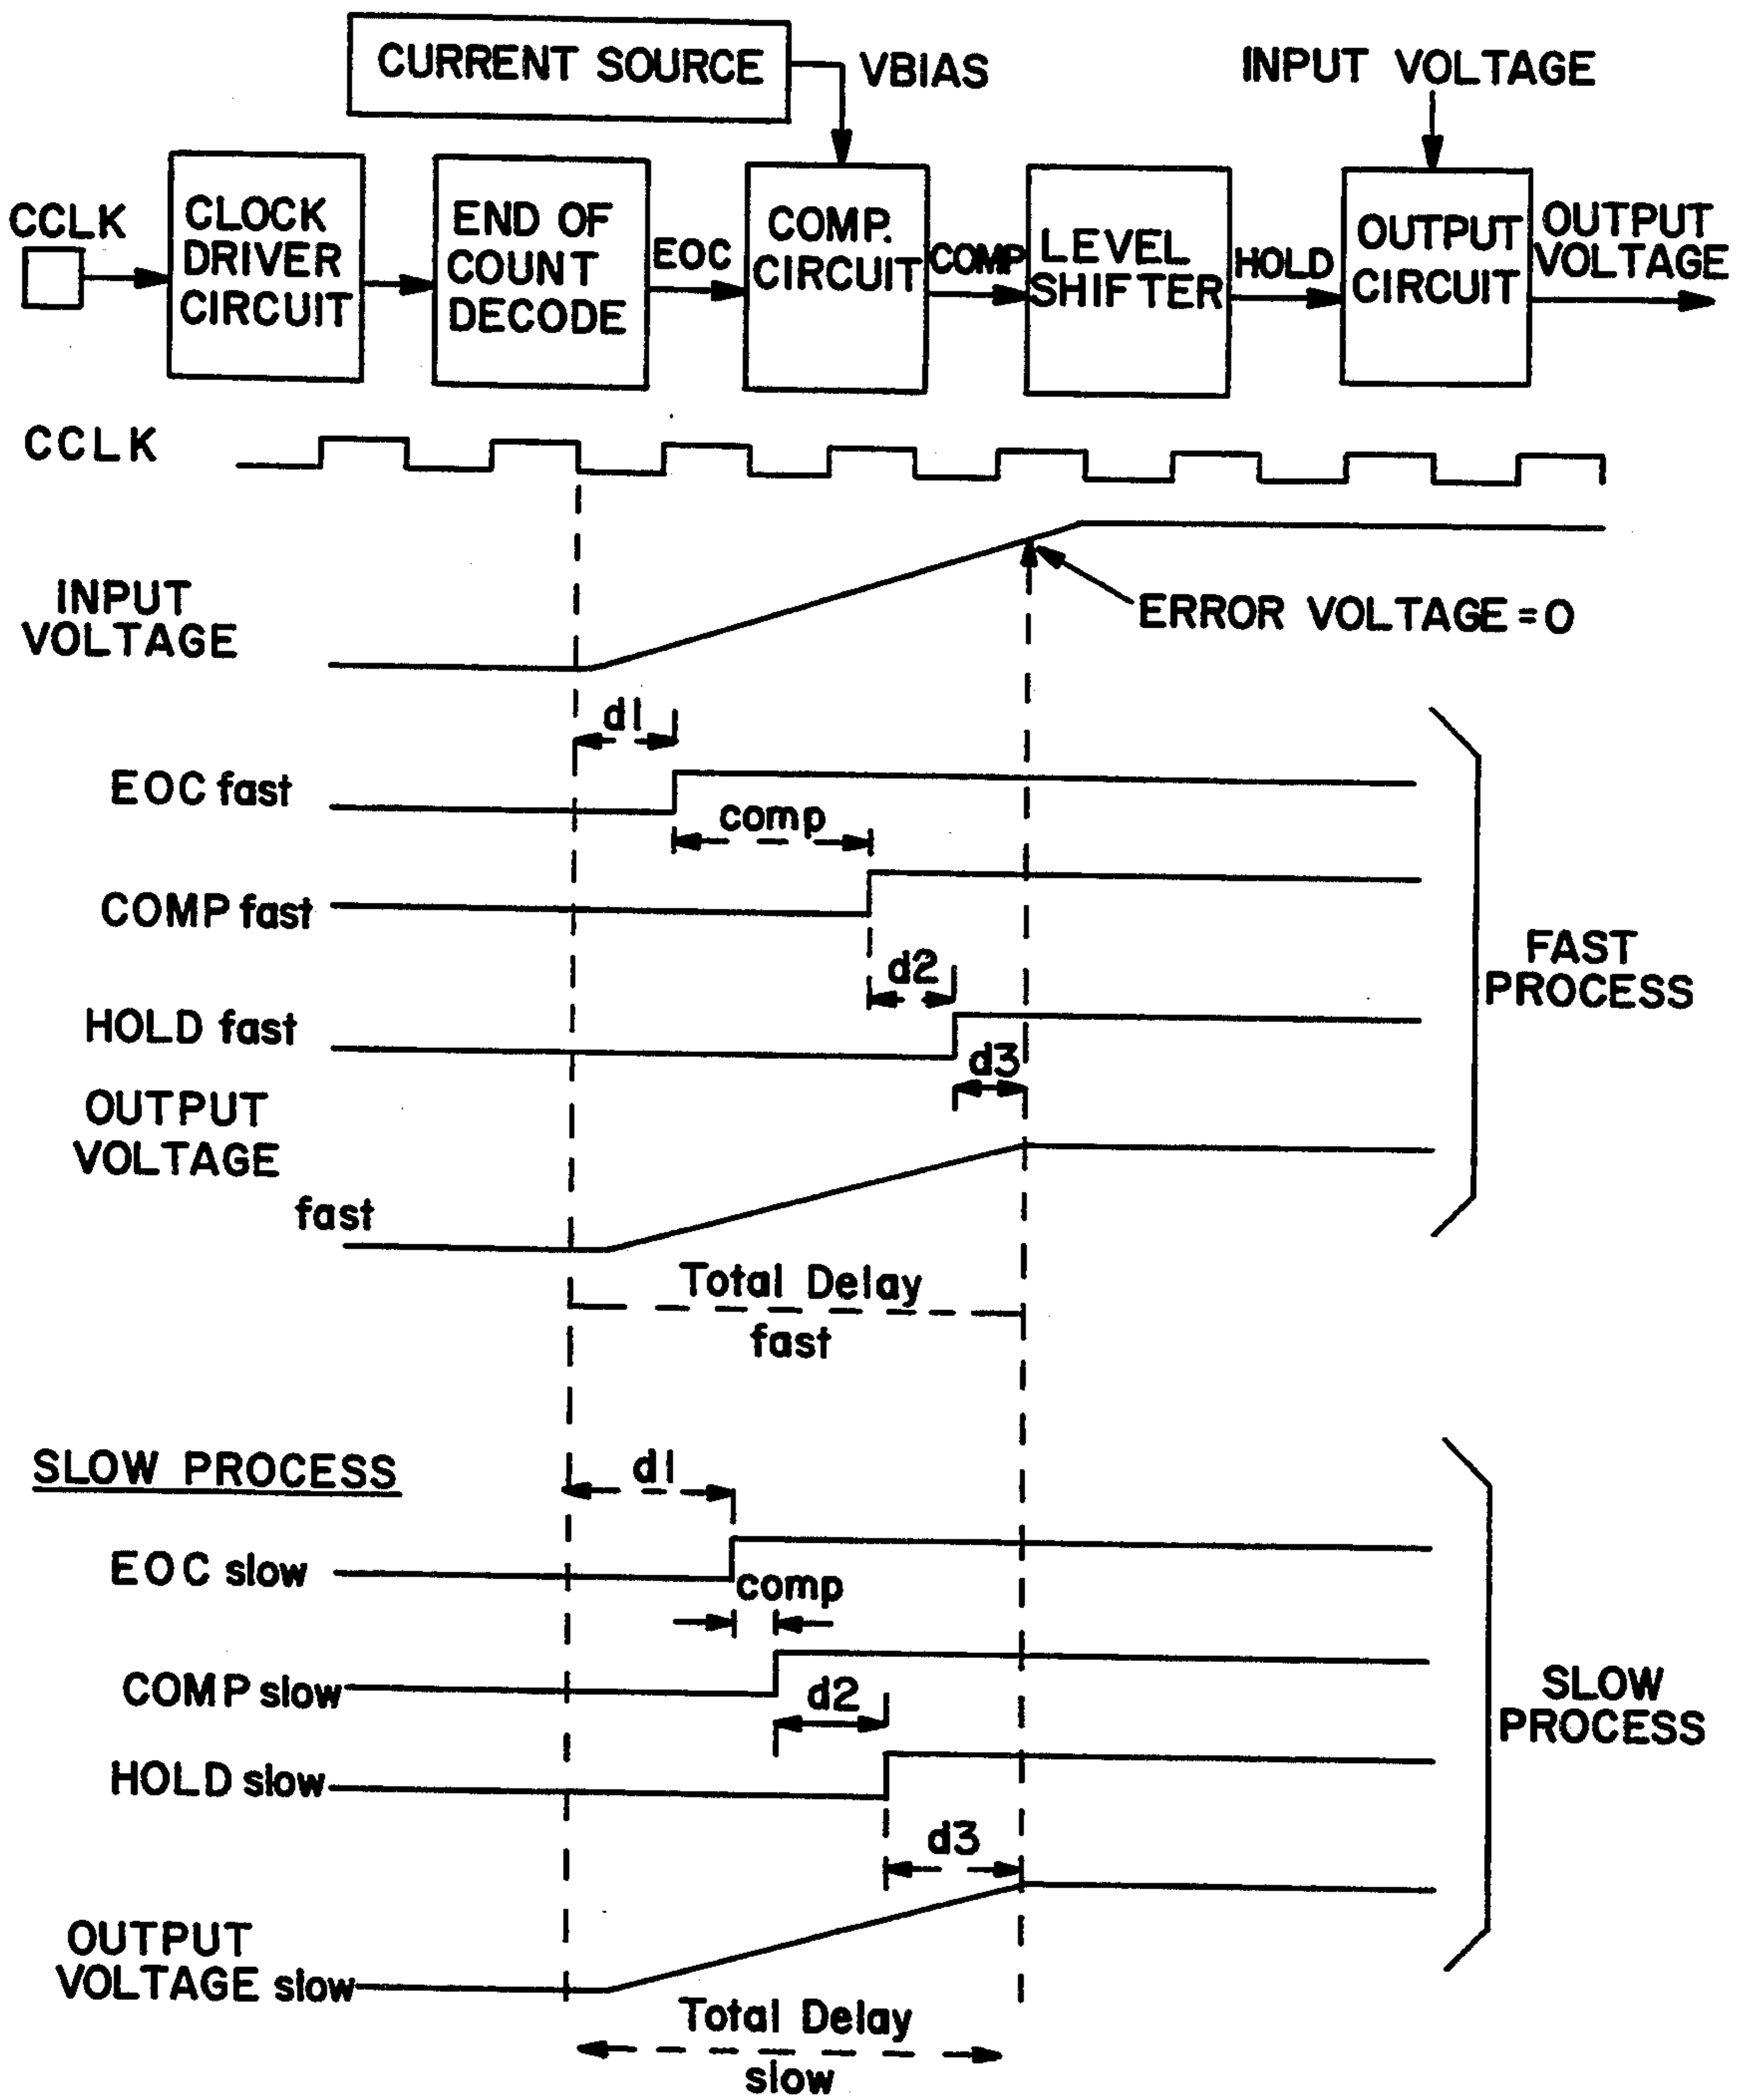 CURRENT SOURCE
VBIAS
INPUT VOLTAGE
CCLK
CLOCK
DRIVER
CIRCUIT
END OF
COUNT
DECODE
EOC
COMP.
CIRCUIT
COMP
LEVEL
SHIFTER
HOLD
OUTPUT
CIRCUIT
OUTPUT
VOLTAGE
CCLK
INPUT
VOLTAGE
ERROR VOLTAGE = 0
d1
EOC fast
comp
COMP fast
d2
HOLD fast
d3
OUTPUT
VOLTAGE
fast
FAST
PROCESS
Total Delay
fast
SLOW PROCESS
d1
EOC slow
comp
COMP slow
d2
HOLD slow
d3
OUTPUT
VOLTAGE slow
SLOW
PROCESS
Total Delay
slow